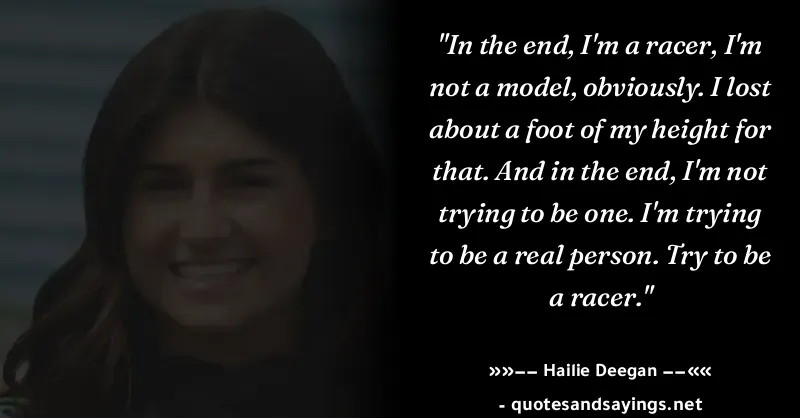 "In the end, I'm a racer, I'm
not a model, obviously. I lost
about a foot of my height for
that. And in the end, I'm not
trying to be one. I'm trying
to be a real person. Try to be
a racer."
»»−− Hailie Deegan −−««
- quotesandsayings.net